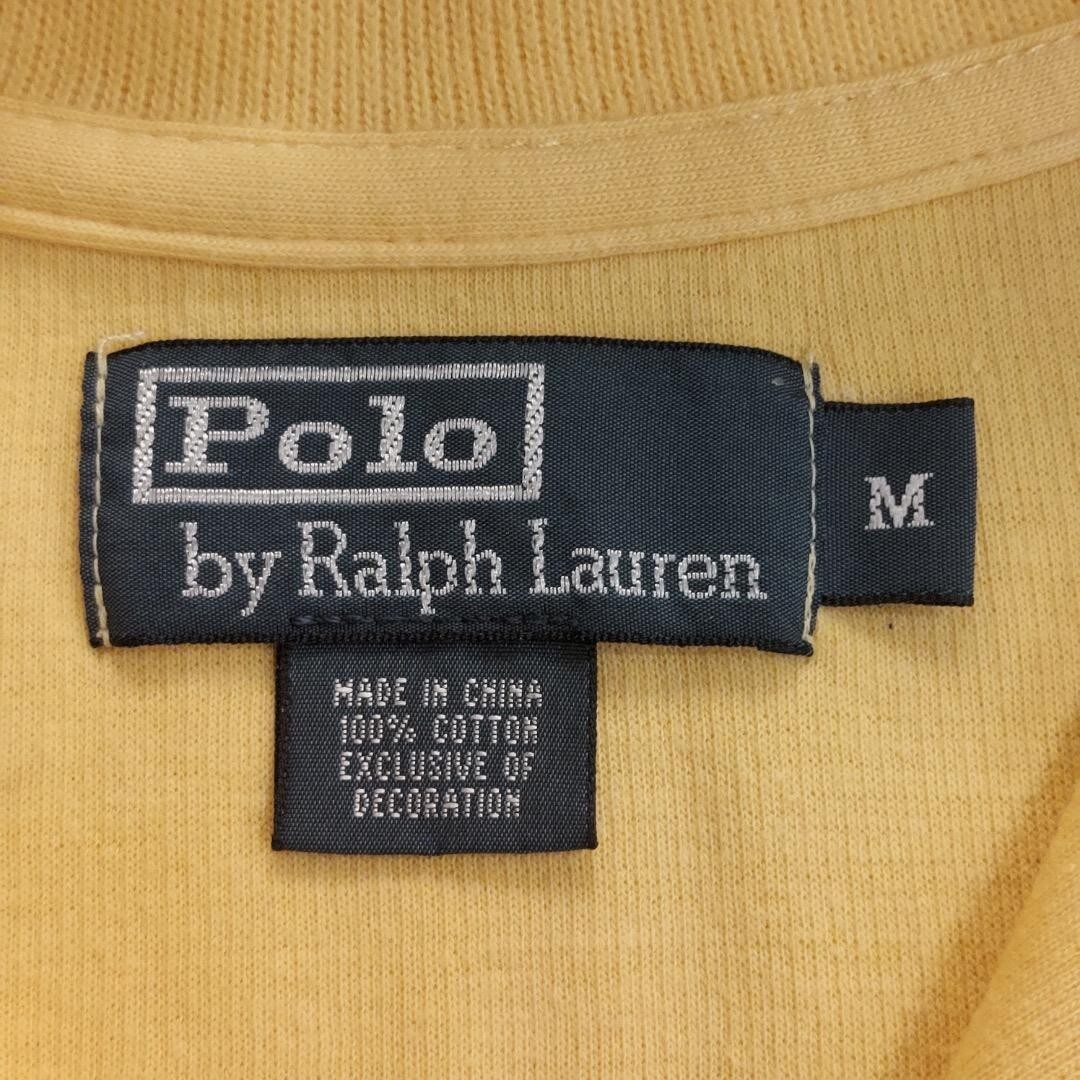 Polo
by Ralph Lauren
M
MADE IN CHINA
100% COTTON
EXCLUSIVE OF
DECORATION